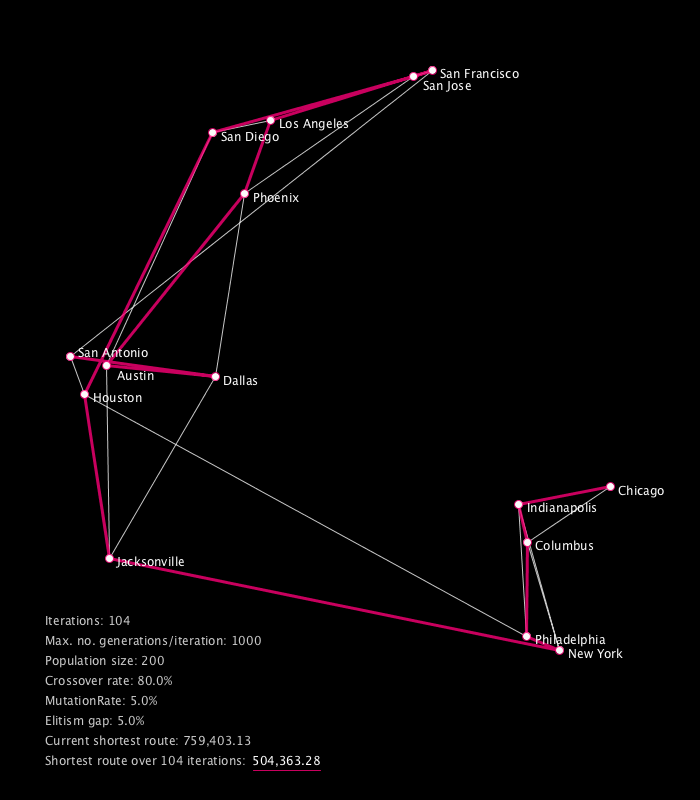 San Francisco
San Jose
Los Angeles
San Diego
Phoenix
San Antonio
Austin
Dallas
Houston
Chicago
Indianapolis
Columbus
Jacksonville
Philadelphia
New York
Iterations: 104
Max. no. generations/iteration: 1000
Population size: 200
Crossover rate: 80.0%
MutationRate: 5.0%
Elitism gap: 5.0%
Current shortest route: 759,403.13
Shortest route over 104 iterations: 504,363.28